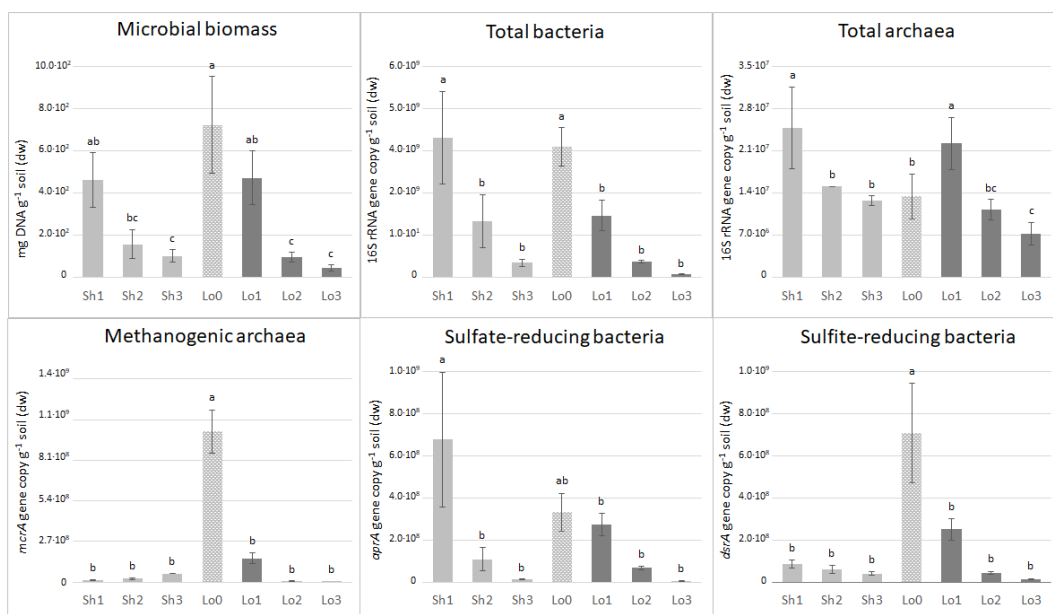 Microbial biomass
mg DNA g⁻¹ soil (dw)
10.0·10²
8.0·10²
6.0·10²
4.0·10²
2.0·10²
0
ab
bc
c
a
ab
c
c
Sh1 Sh2 Sh3 Lo0 Lo1 Lo2 Lo3
Total bacteria
16S rRNA gene copy g⁻¹ soil (dw)
6.0·10⁹
5.0·10⁹
4.0·10⁹
2.0·10⁹
1.0·10¹
0
a
b
b
a
b
b
b
Sh1 Sh2 Sh3 Lo0 Lo1 Lo2 Lo3
Total archaea
16S rRNA gene copy g⁻¹ soil (dw)
3.5·10⁷
2.8·10⁷
2.1·10⁷
1.4·10⁷
7.0·10⁶
0
a
b
b
b
a
bc
c
Sh1 Sh2 Sh3 Lo0 Lo1 Lo2 Lo3
Methanogenic archaea
mcrA gene copy g⁻¹ soil (dw)
1.4·10⁹
1.1·10⁹
8.1·10⁸
5.4·10⁸
2.7·10⁸
0
b
b
b
a
b
b
b
Sh1 Sh2 Sh3 Lo0 Lo1 Lo2 Lo3
Sulfate-reducing bacteria
aprA gene copy g⁻¹ soil (dw)
1.0·10⁹
8.0·10⁸
6.0·10⁸
4.0·10⁸
2.0·10⁸
0
a
b
b
ab
b
b
b
Sh1 Sh2 Sh3 Lo0 Lo1 Lo2 Lo3
Sulfite-reducing bacteria
dsrA gene copy g⁻¹ soil (dw)
1.0·10⁹
8.0·10⁸
6.0·10⁸
4.0·10⁸
2.0·10⁸
0
b
b
b
a
b
b
b
Sh1 Sh2 Sh3 Lo0 Lo1 Lo2 Lo3